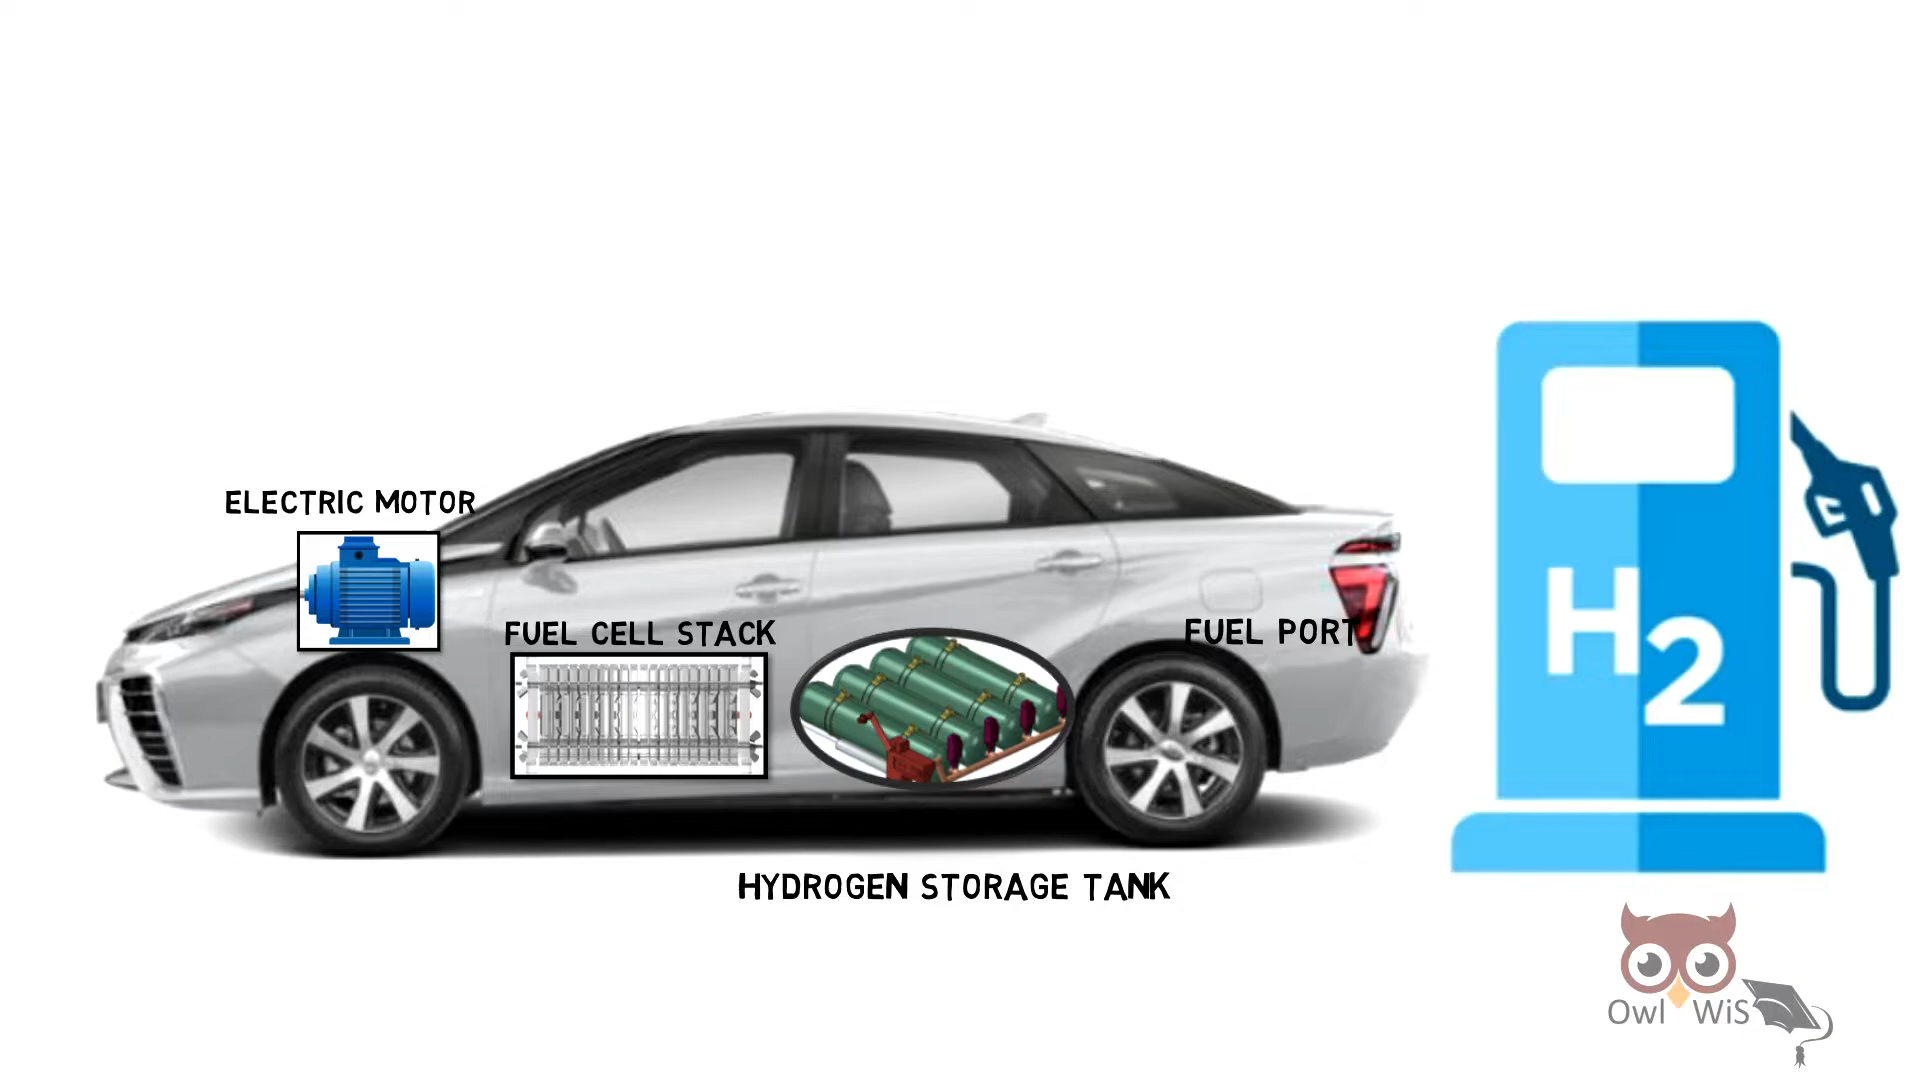 ELECTRIC MOTOR
FUEL CELL STACK
FUEL PORT
H2
HYDROGEN STORAGE TANK
Owl WiS